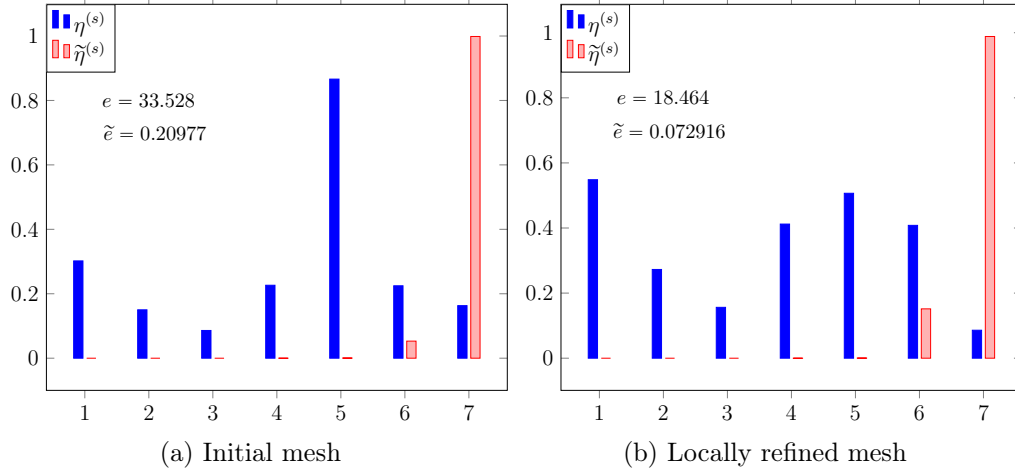 η^(s)
η̃^(s)
e = 33.528
ẽ = 0.20977
1
0.8
0.6
0.4
0.2
0
1 2 3 4 5 6 7
(a) Initial mesh
η^(s)
η̃^(s)
e = 18.464
ẽ = 0.072916
1
0.8
0.6
0.4
0.2
0
1 2 3 4 5 6 7
(b) Locally refined mesh